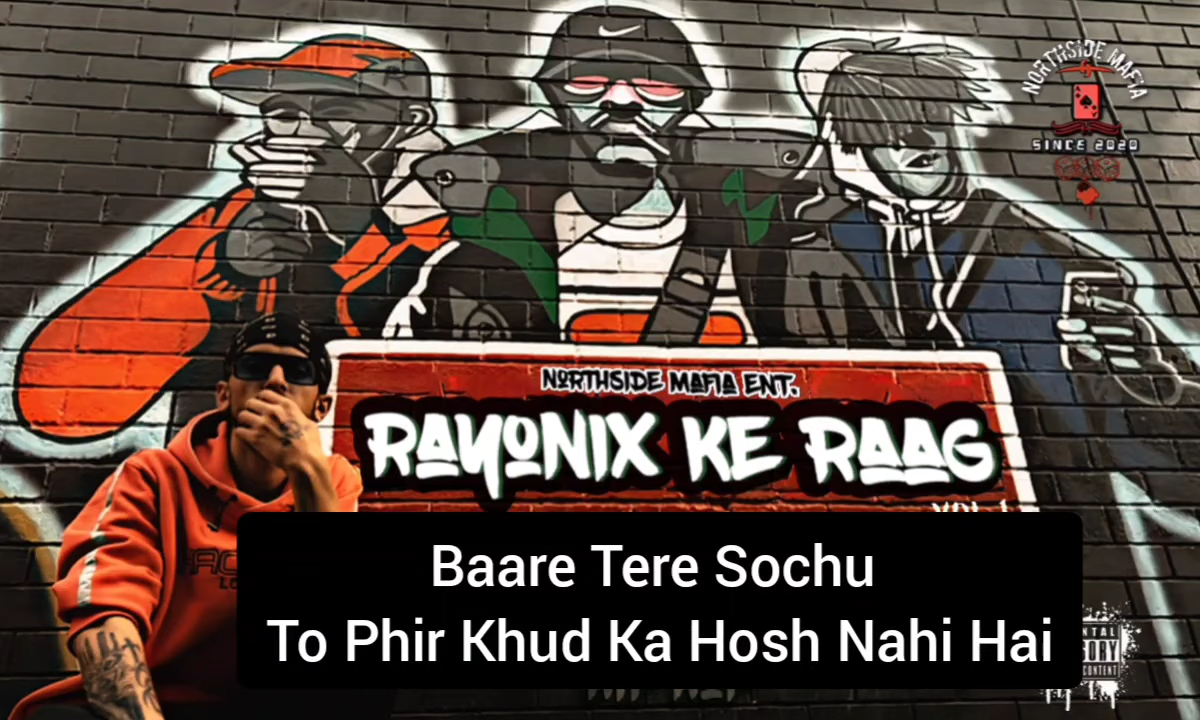 NORTHSIDE MAFIA
SINCE 2020
NORTHSIDE MAFIA ENT.
RAYONIX KE RAAG
Baare Tere Sochu
To Phir Khud Ka Hosh Nahi Hai